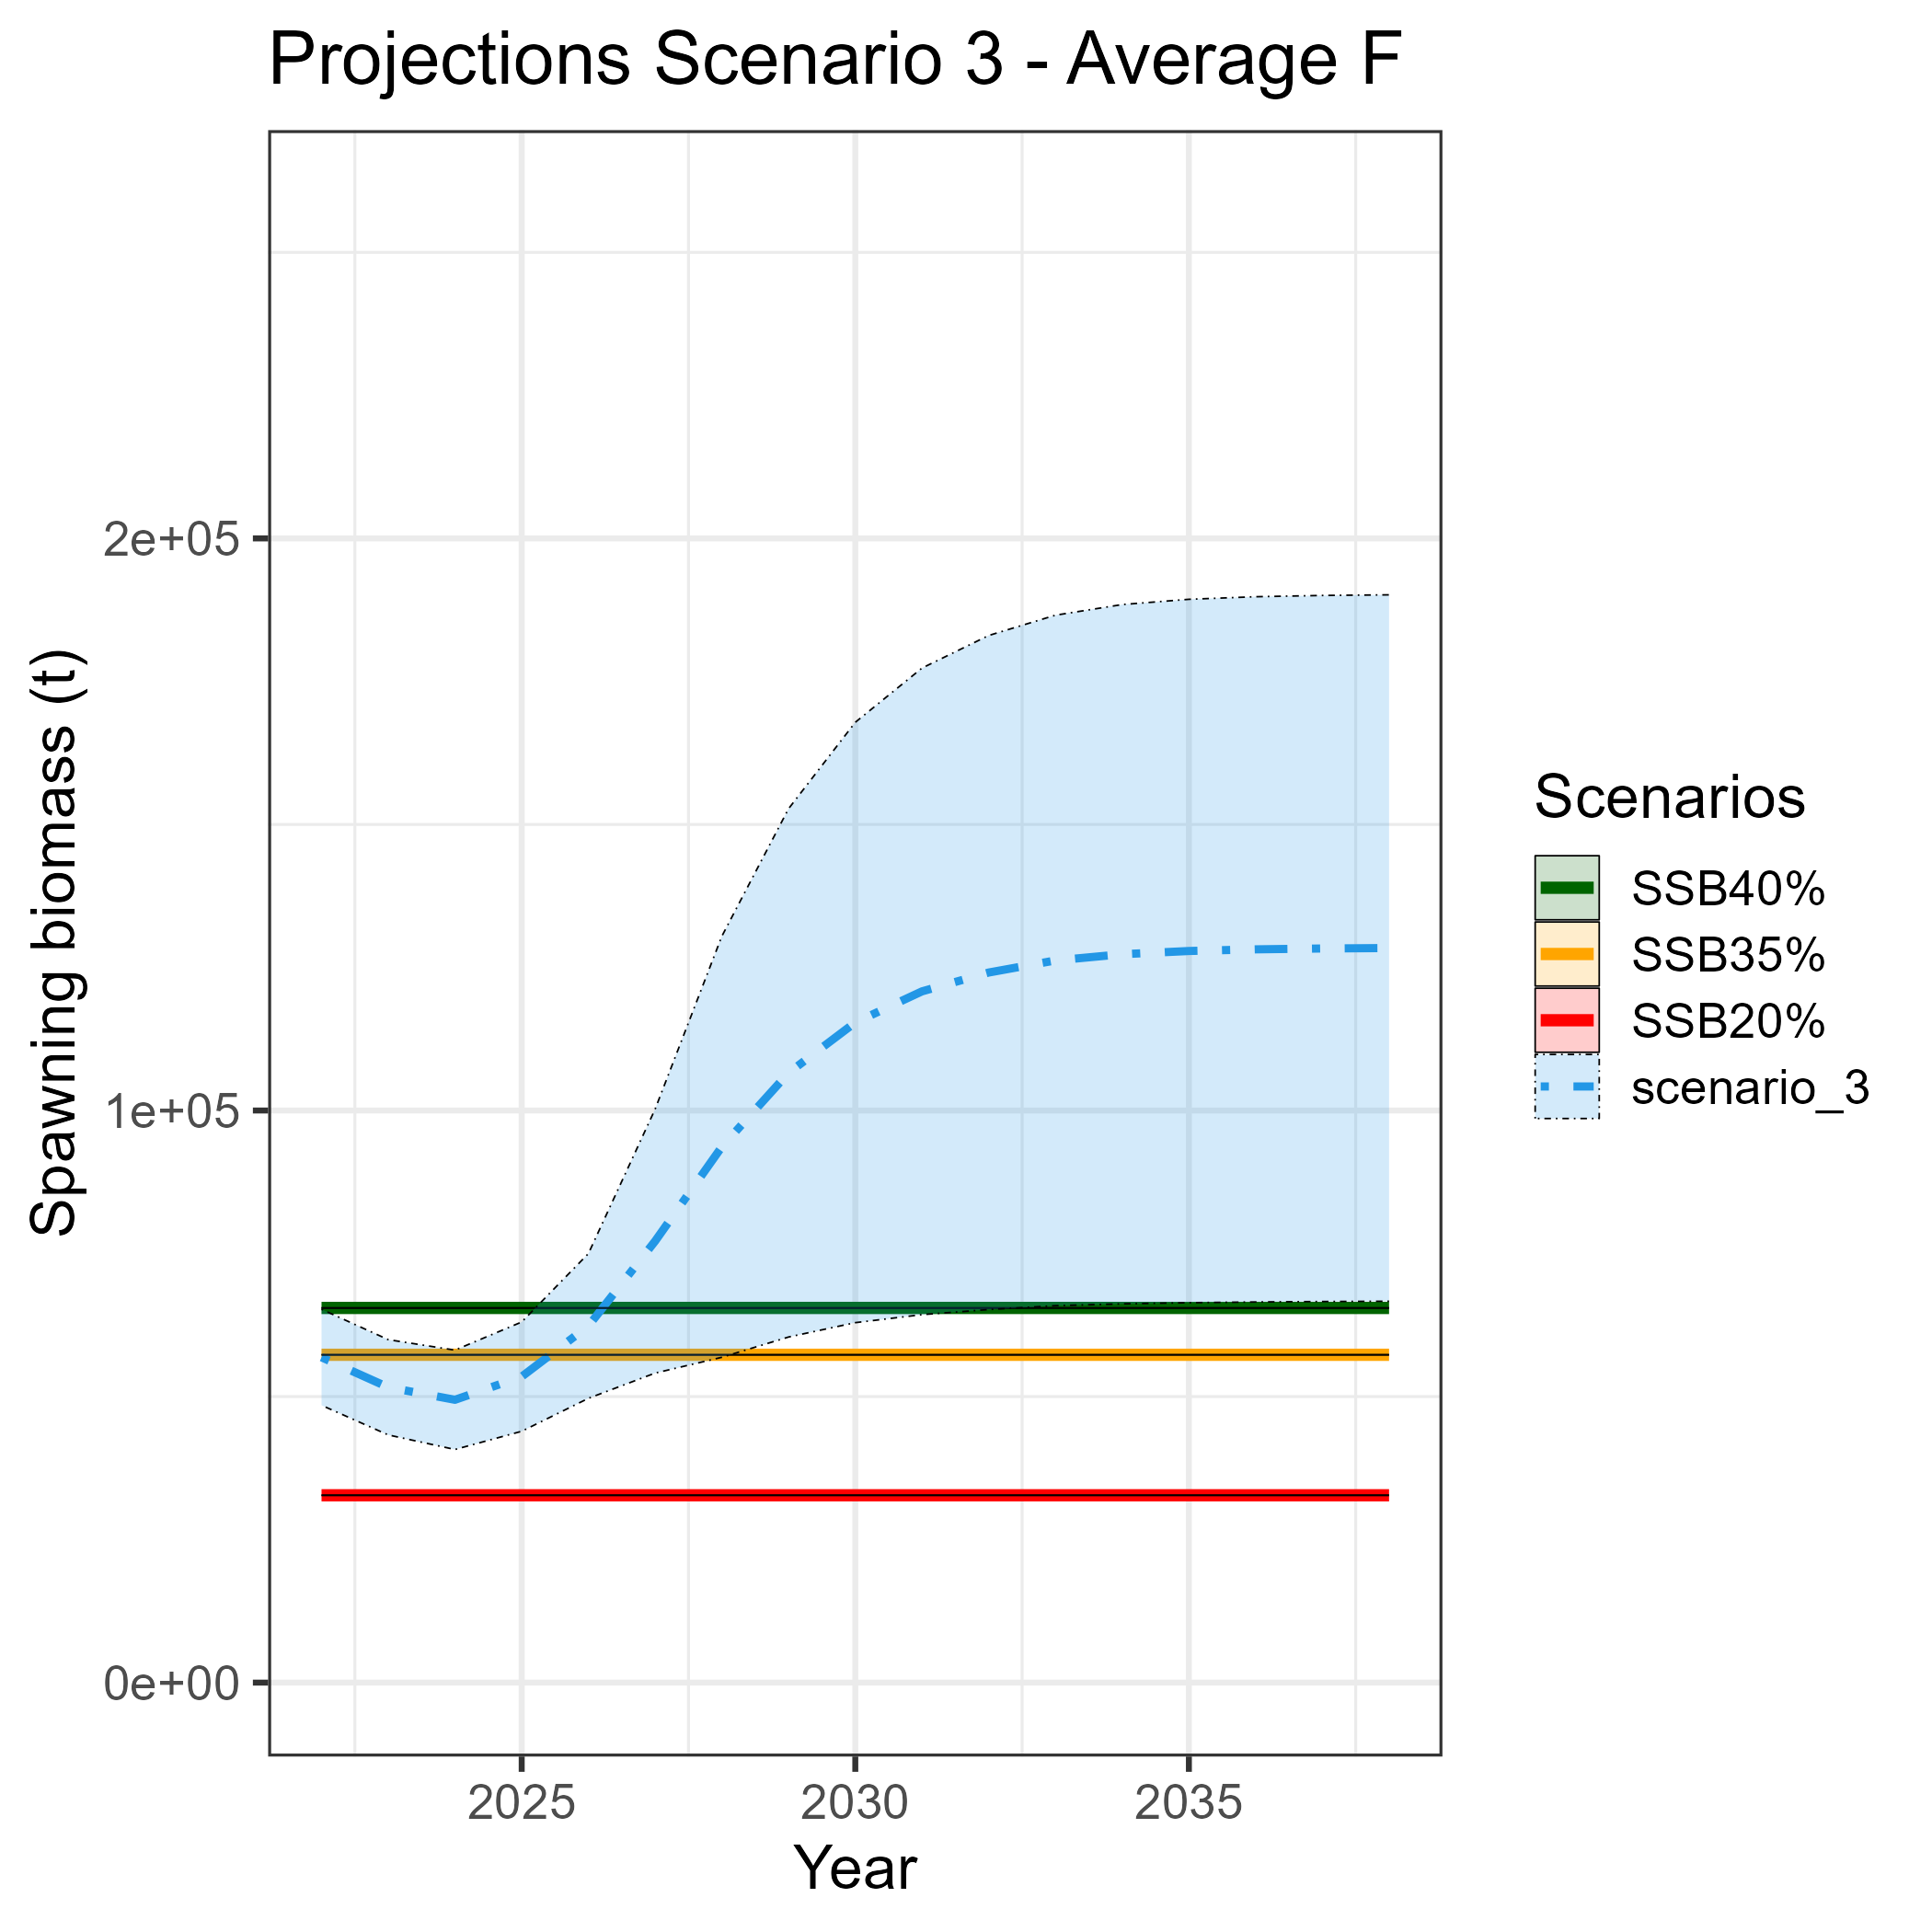 Projections Scenario 3 - Average F
Spawning biomass (t)
2e+05
1e+05
0e+00
2025 2030 2035
Year
Scenarios
SSB40%
SSB35%
SSB20%
scenario_3